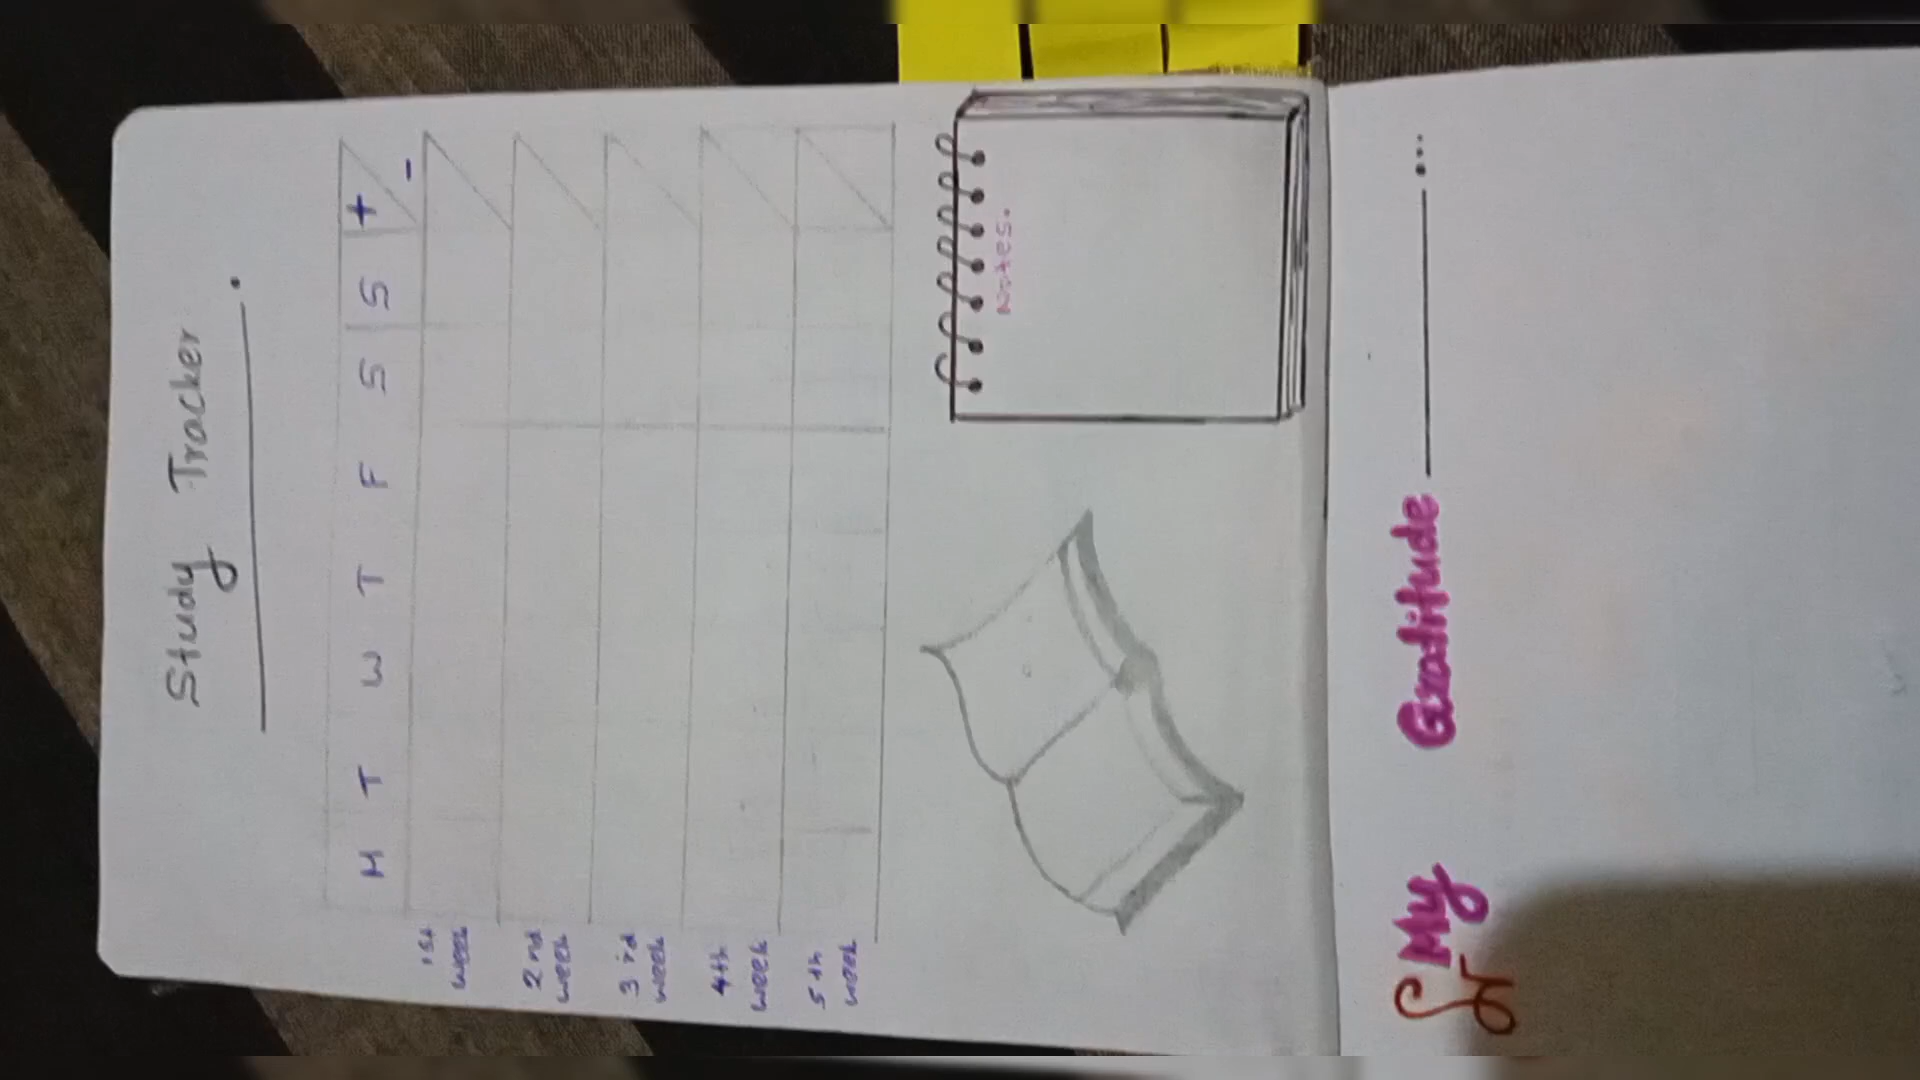 Study Tracker.
M T W T F S S + -
1st
week
2nd
week
3rd
week
4th
week
5th
week
Notes.
My Gratitude